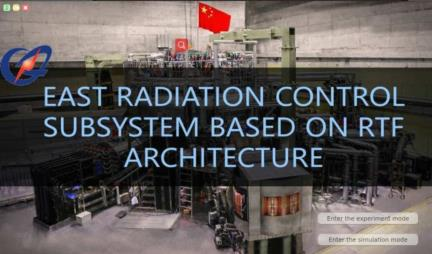 EAST RADIATION CONTROL
SUBSYSTEM BASED ON RTF
ARCHITECTURE
Enter the experiment mode
Enter the simulation mode